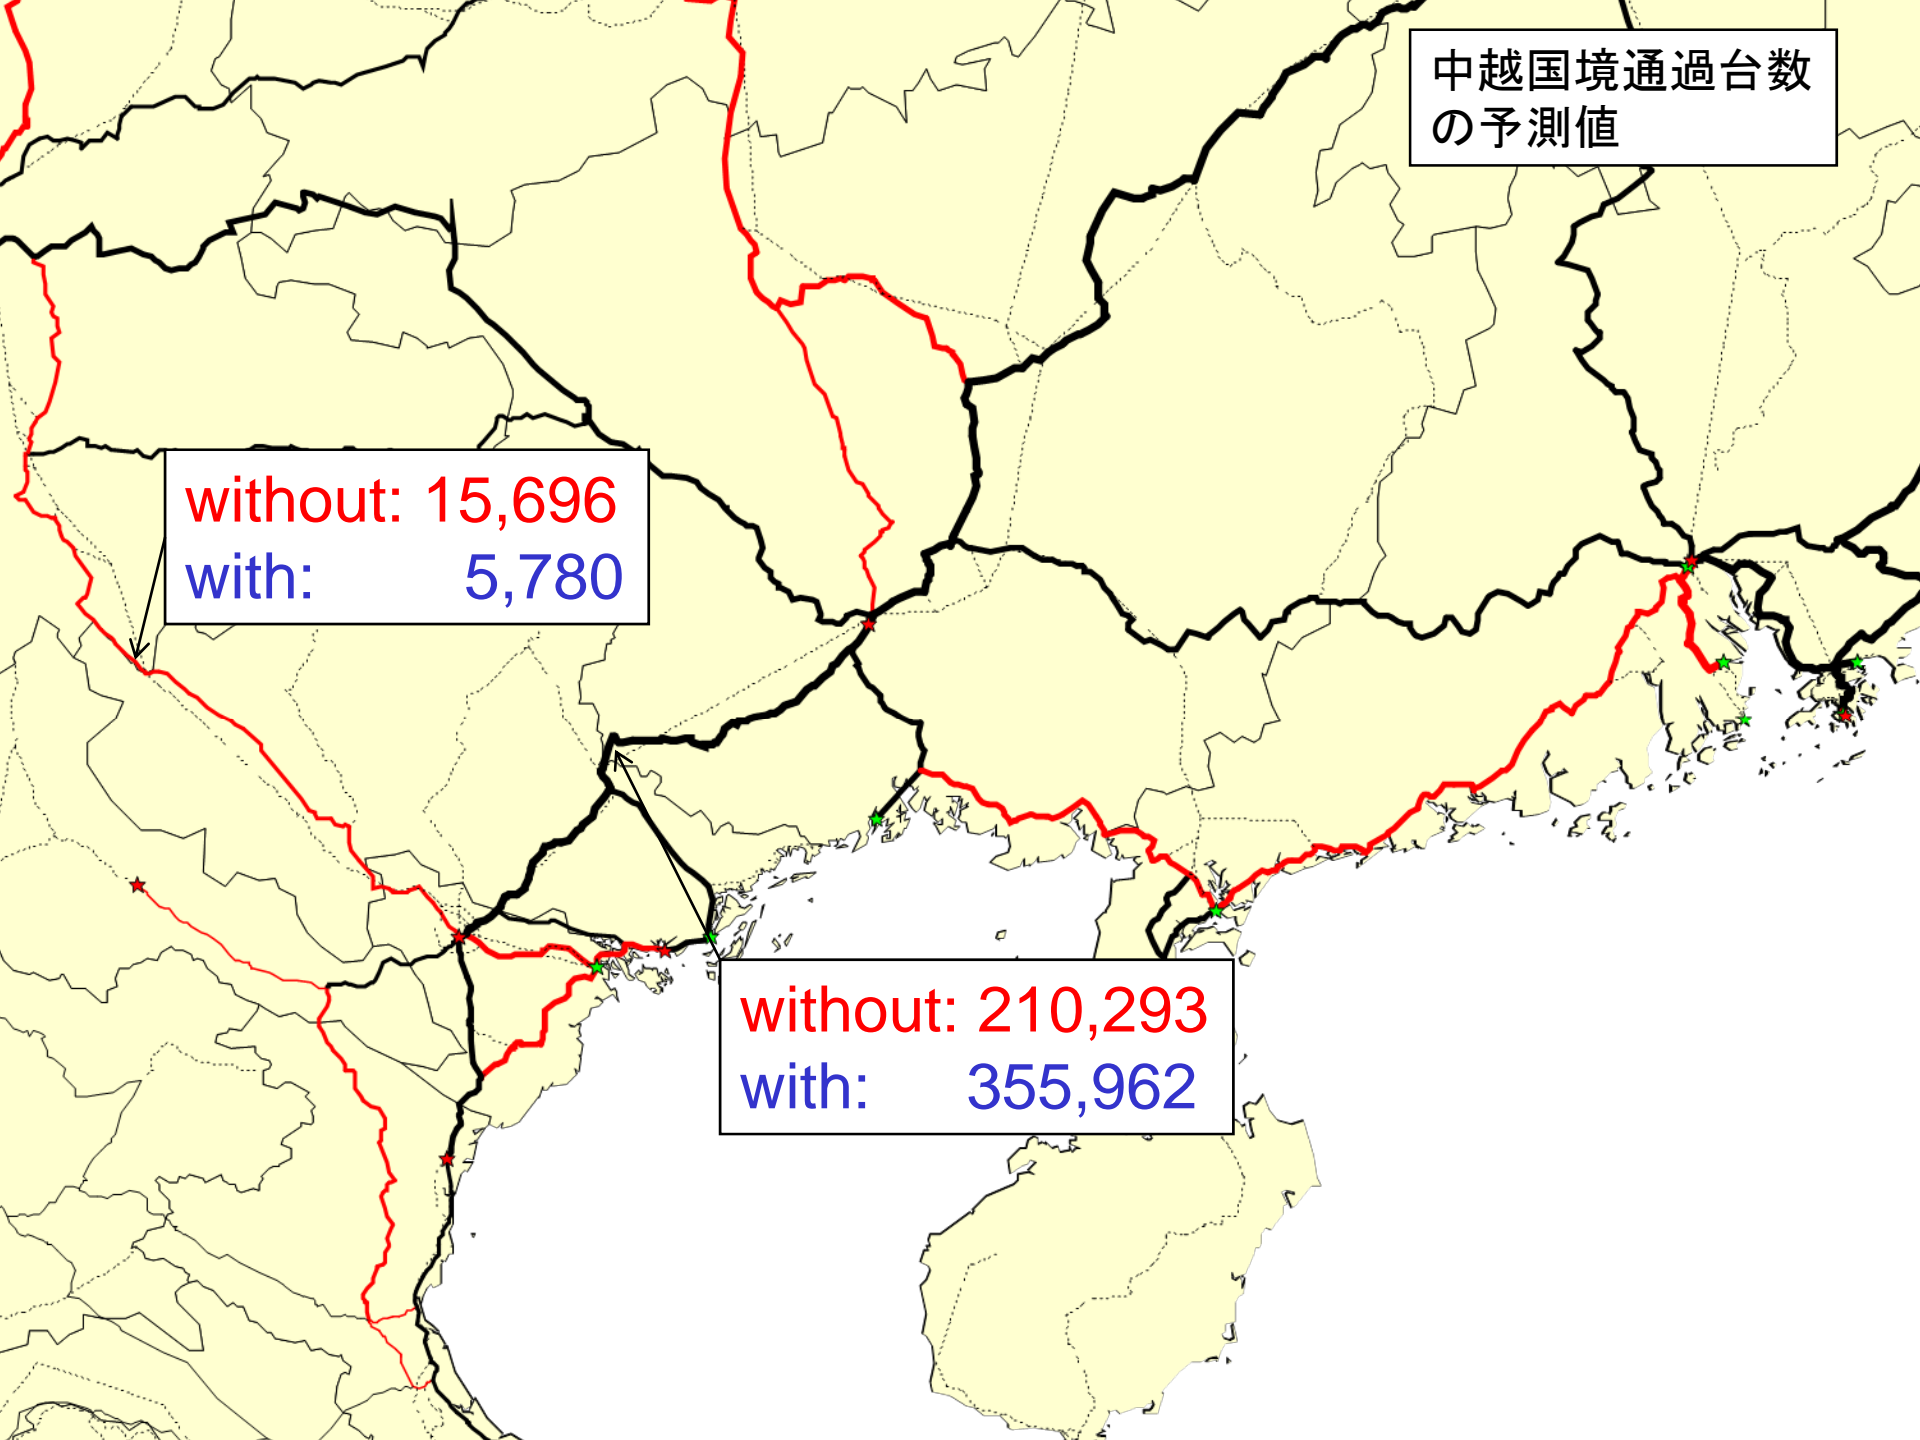 中越国境通過台数
の予測値
without: 15,696
with: 5,780
without: 210,293
with: 355,962